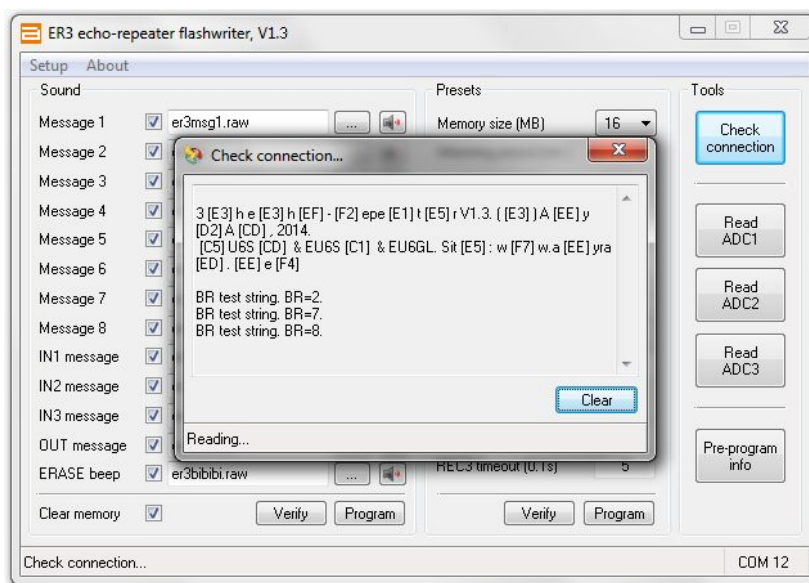 ER3 echo-repeater flashwriter, V1.3
Setup About
Sound
Presets
Tools
Message 1 er3msg1.raw ...
Memory size (MB) 16
Check
connection
Message 2
Message 3
Message 4
Message 5
Message 6
Message 7
Message 8
IN1 message
IN2 message
IN3 message
OUT message
ERASE beep er3bibibi.raw ...
Clear memory
Verify Program
Check connection...
3 [E3] h e [E3] h [EF] - [F2] epe [E1] t [E5] r V1.3. ( [E3] ) A [EE] y
[D2] A [CD] , 2014.
[C5] U6S [CD] & EU6S [C1] & EU6GL. Sit [E5] : w [F7] w.a [EE] yra
[ED] . [EE] e [F4]
BR test string. BR=2.
BR test string. BR=7.
BR test string. BR=8.
Clear
Reading...
REC3 timeout (0.1s) 5
Verify Program
Read
ADC1
Read
ADC2
Read
ADC3
Pre-program
info
Check connection...
COM 12